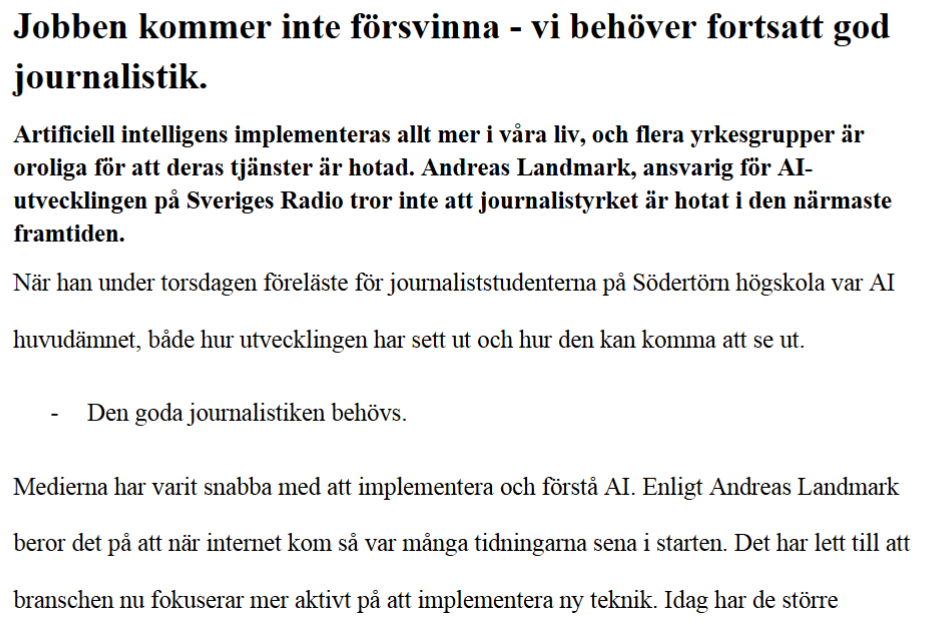 Jobben kommer inte försvinna - vi behöver fortsatt god
journalistik.
Artificiell intelligens implementeras allt mer i våra liv, och flera yrkesgrupper är
oroliga för att deras tjänster är hotad. Andreas Landmark, ansvarig för AI-
utvecklingen på Sveriges Radio tror inte att journalistyrket är hotat i den närmaste
framtiden.
När han under torsdagen föreläste för journaliststudenterna på Södertörn högskola var AI
huvudämnet, både hur utvecklingen har sett ut och hur den kan komma att se ut.
- Den goda journalistiken behövs.
Medierna har varit snabba med att implementera och förstå AI. Enligt Andreas Landmark
beror det på att när internet kom så var många tidningarna sena i starten. Det har lett till att
branschen nu fokuserar mer aktivt på att implementera ny teknik. Idag har de större